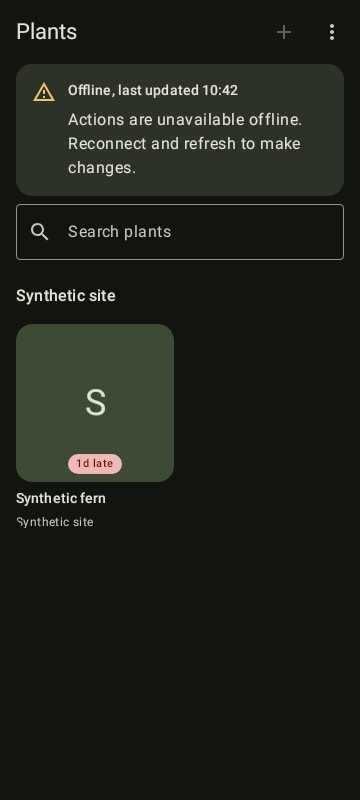 Plants
Offline, last updated 10:42
Actions are unavailable offline.
Reconnect and refresh to make
changes.
Search plants
Synthetic site
S
1d late
Synthetic fern
Synthetic site